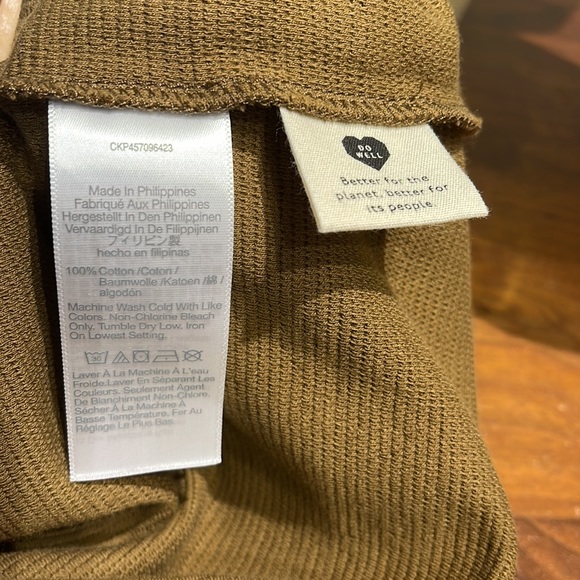 CKP457096423
Made In Philippines
Fabriqué Aux Philippines
Hergestellt In Den Philippinen
Vervaardigd In De Filippijnen
フィリピン製
hecho en filipinas
100% Cotton /Coton /
Baumwolle /Katoen /綿 /
algodón
Machine Wash Cold With Like
Colors. Non-Chlorine Bleach
Only. Tumble Dry Low. Iron
On Lowest Setting.
Laver À La Machine À L'eau
Froide.Laver En Séparant Les
Couleurs. Seulement Agent
De Blanchiment Non-Chlore.
Sécher À La Machine À
Basse Température. Fer Au
Réglage Le Plus Bas.
DO
WELL
Better for the
planet, better for
its people.